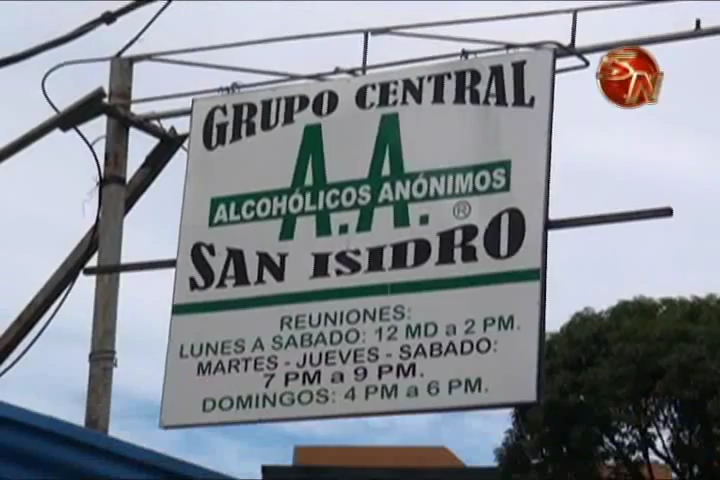 GRUPO CENTRAL
A.A.
ALCOHÓLICOS ANÓNIMOS
®
SAN ISIDRO
REUNIONES:
LUNES A SABADO: 12 MD a 2 PM.
MARTES - JUEVES - SABADO:
7 PM a 9 PM.
DOMINGOS: 4 PM a 6 PM.
SN